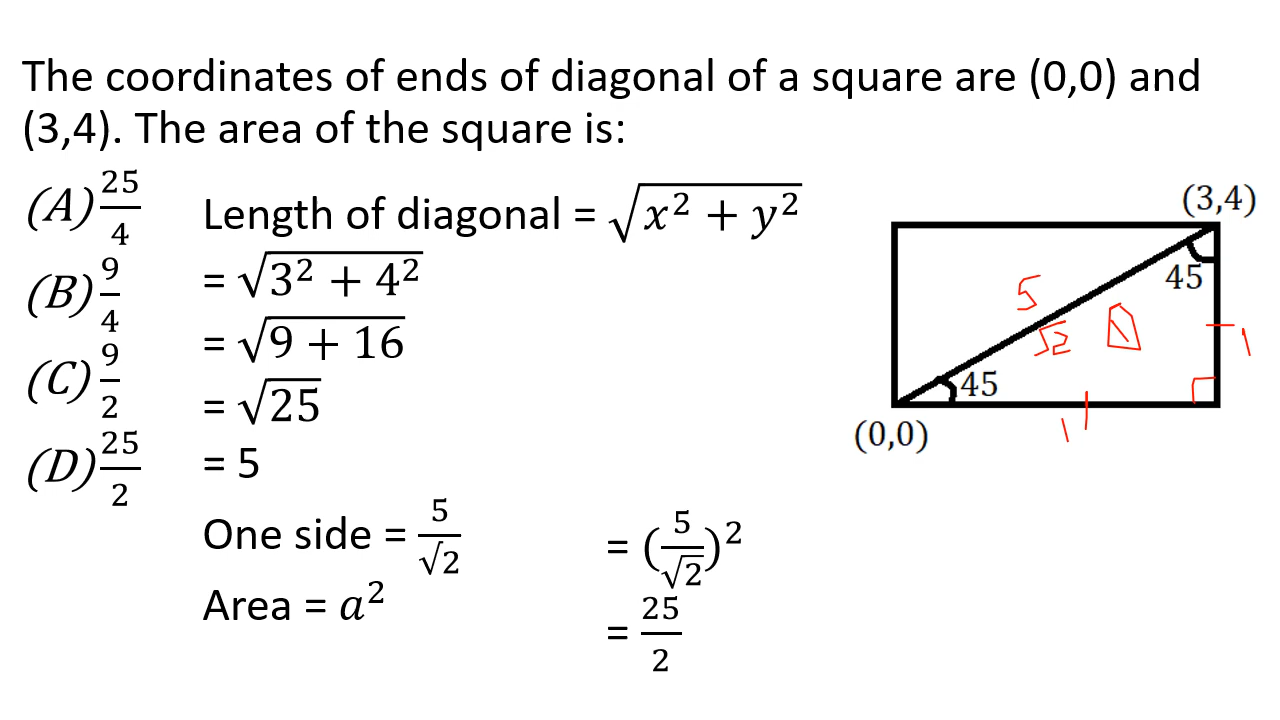 The coordinates of ends of diagonal of a square are (0,0) and
(3,4). The area of the square is:
(A) 25/4
(B) 9/4
(C) 9/2
(D) 25/2
Length of diagonal = √(x² + y²)
= √(3² + 4²)
= √(9 + 16)
= √25
= 5
One side = 5/√2
Area = a²
= (5/√2)²
= 25/2
(3,4)
45
5
√2
1
45
(0,0)
1